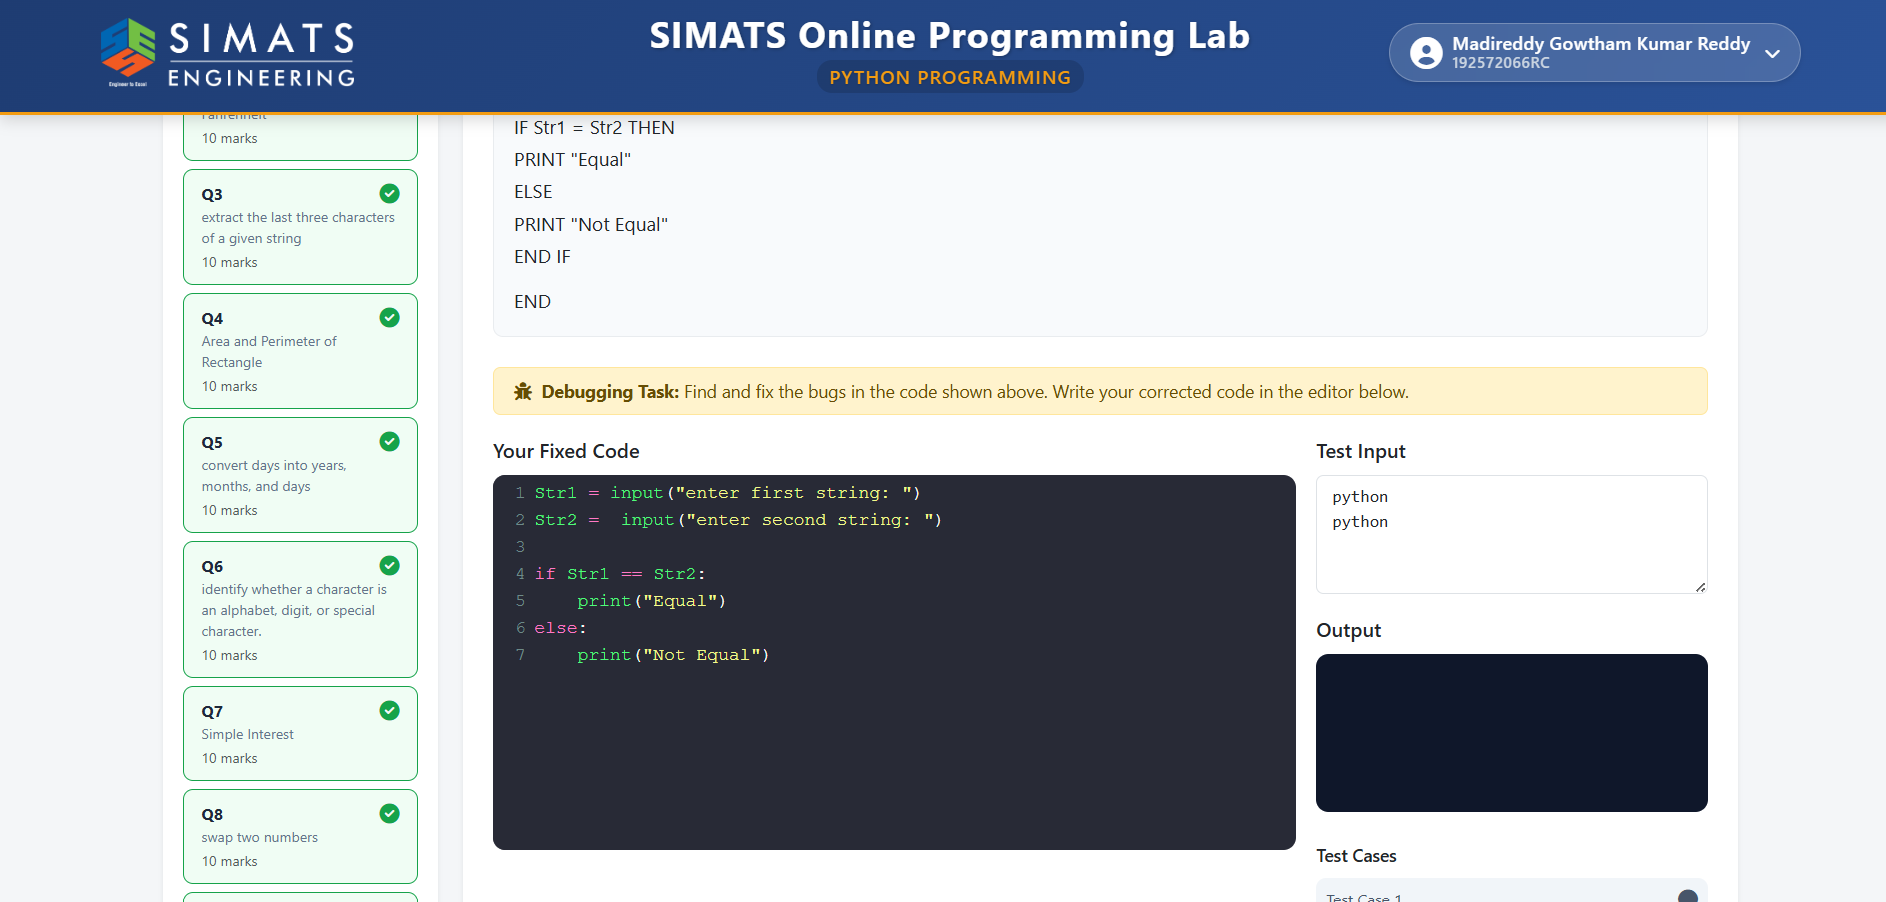 SIMATS
ENGINEERING
Engineer to Excel
SIMATS Online Programming Lab
PYTHON PROGRAMMING
Madireddy Gowtham Kumar Reddy
192572066RC
Fahrenheit
10 marks
Q3
extract the last three characters
of a given string
10 marks
Q4
Area and Perimeter of
Rectangle
10 marks
Q5
convert days into years,
months, and days
10 marks
Q6
identify whether a character is
an alphabet, digit, or special
character.
10 marks
Q7
Simple Interest
10 marks
Q8
swap two numbers
10 marks
IF Str1 = Str2 THEN
PRINT "Equal"
ELSE
PRINT "Not Equal"
END IF
END
Debugging Task: Find and fix the bugs in the code shown above. Write your corrected code in the editor below.
Your Fixed Code
1 Str1 = input("enter first string: ")
2 Str2 =  input("enter second string: ")
3
4 if Str1 == Str2:
5     print("Equal")
6 else:
7     print("Not Equal")
Test Input
python
python
Output
Test Cases
Test Case 1